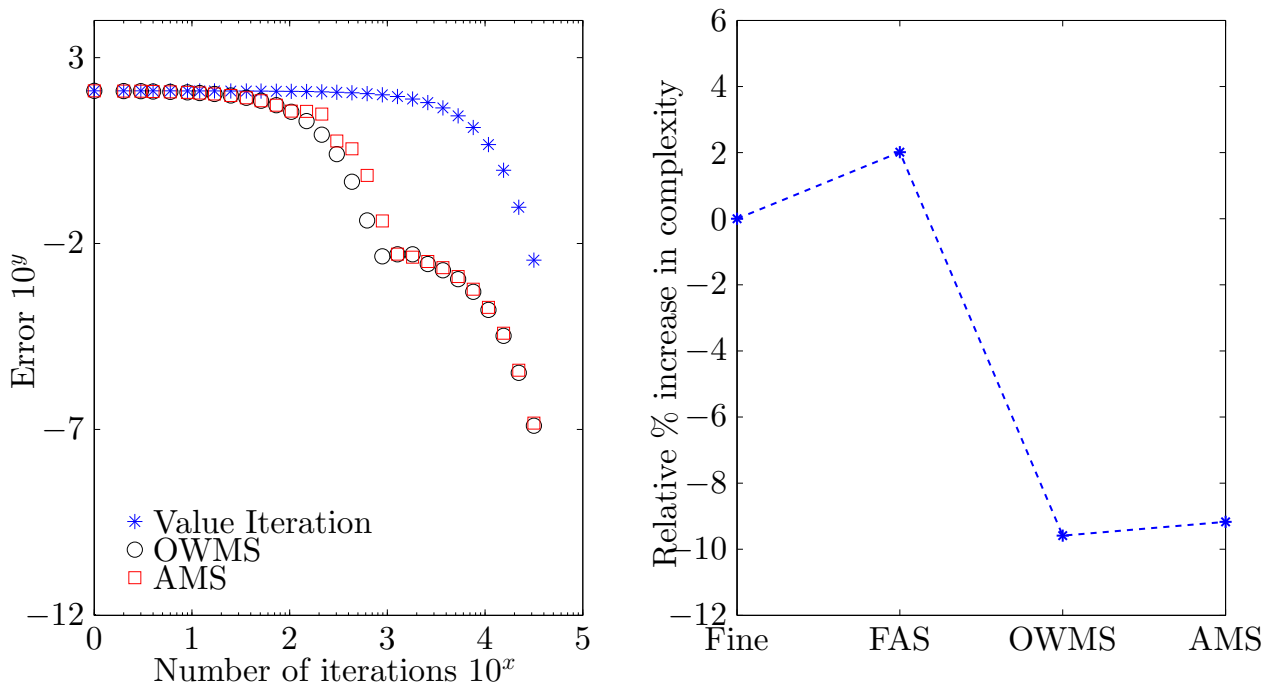 3
−2
−7
−12
Error 10^y
Value Iteration
OWMS
AMS
0 1 2 3 4 5
Number of iterations 10^x
6
4
2
0
−2
−4
−6
−8
−10
−12
Relative % increase in complexity
Fine FAS OWMS AMS